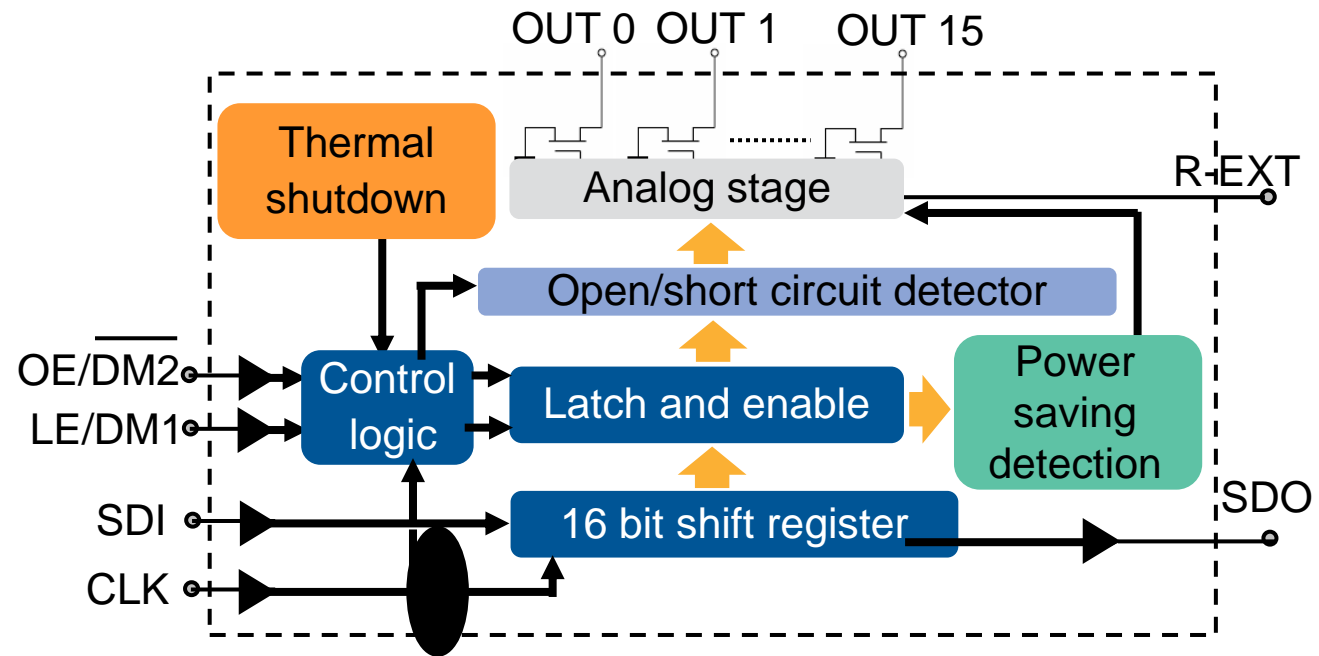 OUT 0 OUT 1 OUT 15
Thermal
shutdown
Analog stage
R-EXT
Open/short circuit detector
OE/DM2
Control
logic
LE/DM1
Latch and enable
Power
saving
detection
SDI
16 bit shift register
SDO
CLK